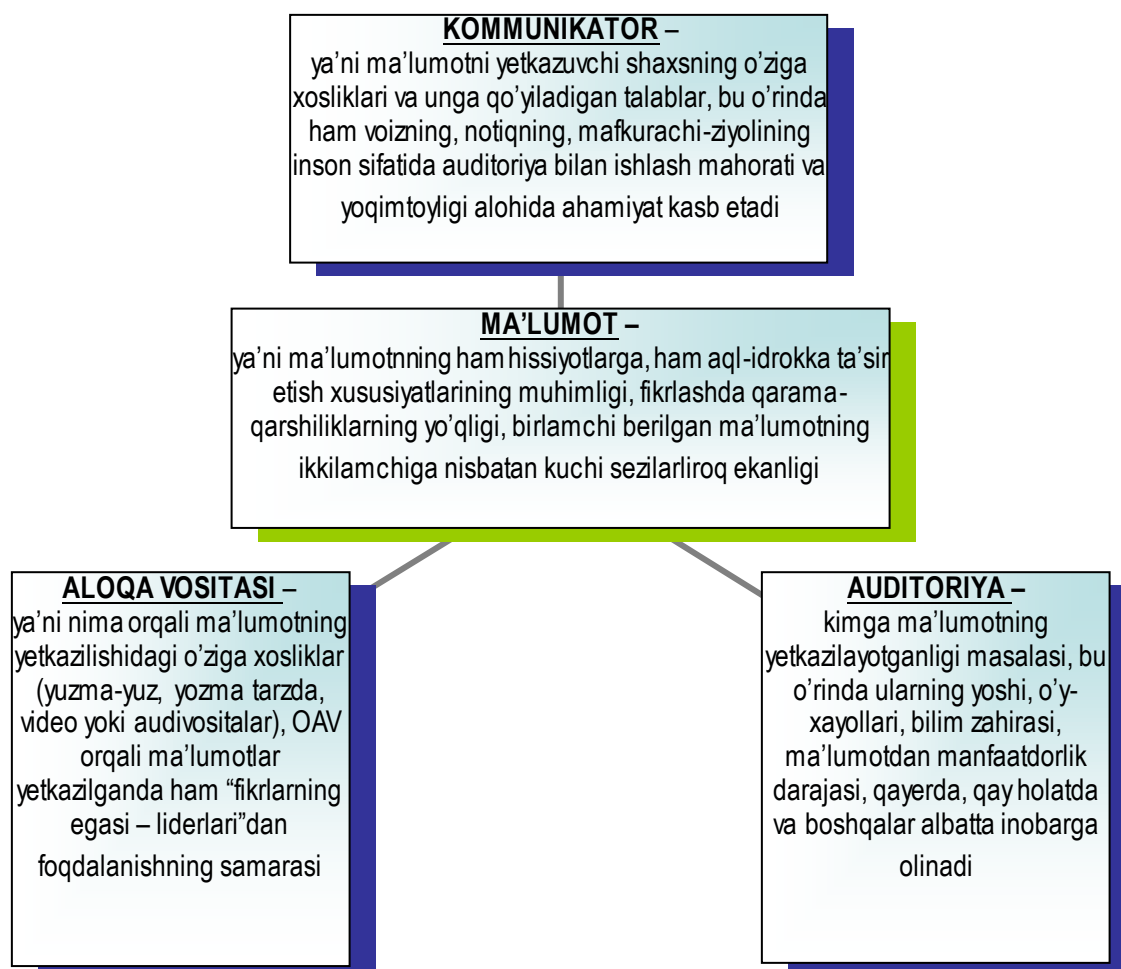 KOMMUNIKATOR –
ya’ni ma’lumotni yetkazuvchi shaxsning o’ziga
xosliklari va unga qo’yiladigan talablar, bu o’rinda
ham voizning, notiqning, mafkurachi-ziyolining
inson sifatida auditoriya bilan ishlash mahorati va
yoqimtoyligi alohida ahamiyat kasb etadi
MA’LUMOT –
ya’ni ma’lumotnning ham hissiyotlarga, ham aql-idrokka ta’sir
etish xususiyatlarining muhimligi, fikrlashda qarama-
qarshiliklarning yo’qligi, birlamchi berilgan ma’lumotning
ikkilamchiga nisbatan kuchi sezilarliroq ekanligi
ALOQA VOSITASI –
ya’ni nima orqali ma’lumotning
yetkazilishidagi o’ziga xosliklar
(yuzma-yuz, yozma tarzda,
video yoki audivositalar), OAV
orqali ma’lumotlar
yetkazilganda ham “fikrlarning
egasi – liderlari”dan
foqdalanishning samarasi
AUDITORIYA –
kimga ma’lumotning
yetkazilayotganligi masalasi, bu
o’rinda ularning yoshi, o’y-
xayollari, bilim zahirasi,
ma’lumotdan manfaatdorlik
darajasi, qayerda, qay holatda
va boshqalar albatta inobarga
olinadi